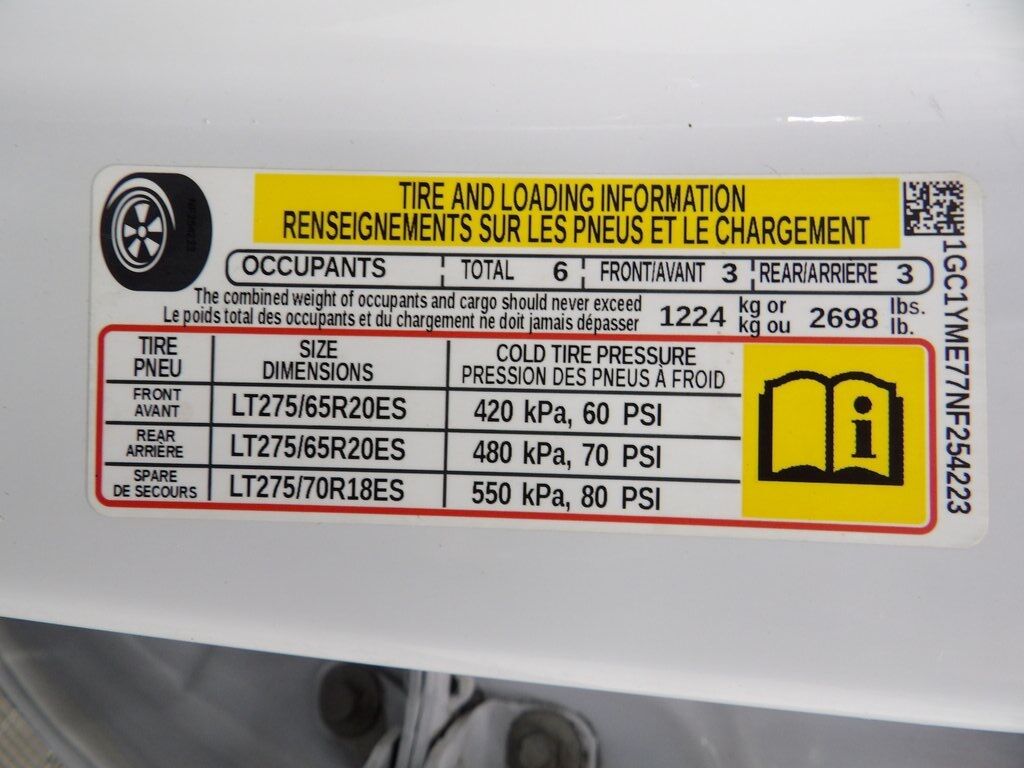 TIRE AND LOADING INFORMATION
RENSEIGNEMENTS SUR LES PNEUS ET LE CHARGEMENT
OCCUPANTS TOTAL 6 FRONT/AVANT 3 REAR/ARRIÈRE 3
The combined weight of occupants and cargo should never exceed 1224 kg or 2698 lbs.
Le poids total des occupants et du chargement ne doit jamais dépasser kg ou lb.
TIRE SIZE COLD TIRE PRESSURE
PNEU DIMENSIONS PRESSION DES PNEUS À FROID
FRONT
AVANT LT275/65R20ES 420 kPa, 60 PSI
REAR
ARRIÈRE LT275/65R20ES 480 kPa, 70 PSI
SPARE
DE SECOURS LT275/70R18ES 550 kPa, 80 PSI
i
1GC1YME77NF254223